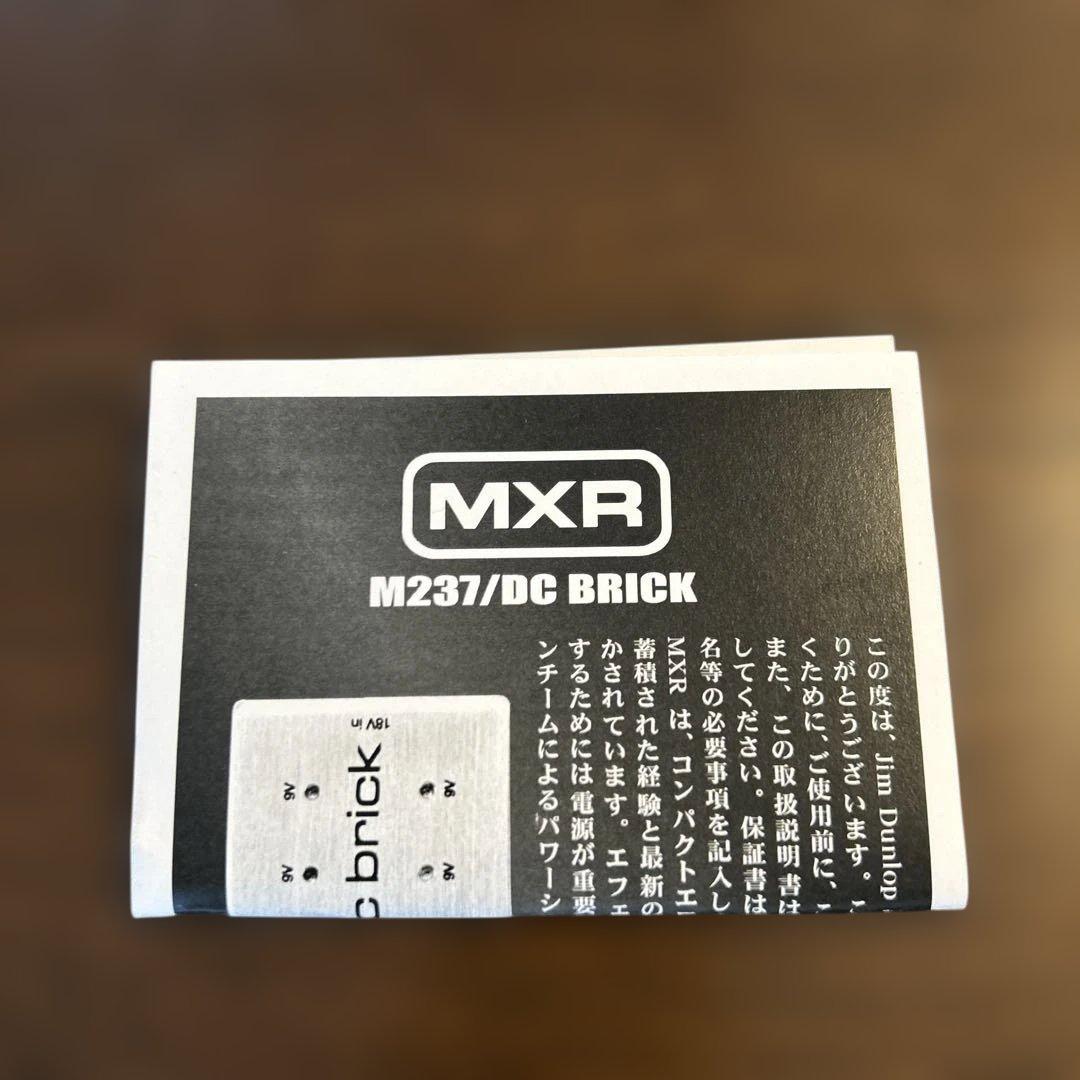 MXR
M237/DC BRICK
この度は、Jim Dunlop
りがとうございます。こ
くために、ご使用前に、こ
また、この取扱説明書は
してください。保証書は
名等の必要事項を記入し
MXR は、コンパクトエフ
蓄積された経験と最新の
かされています。エフェ
するためには電源が重要
ンチームによるパワーシ
18V in
brick
9V
9V
9V
9V